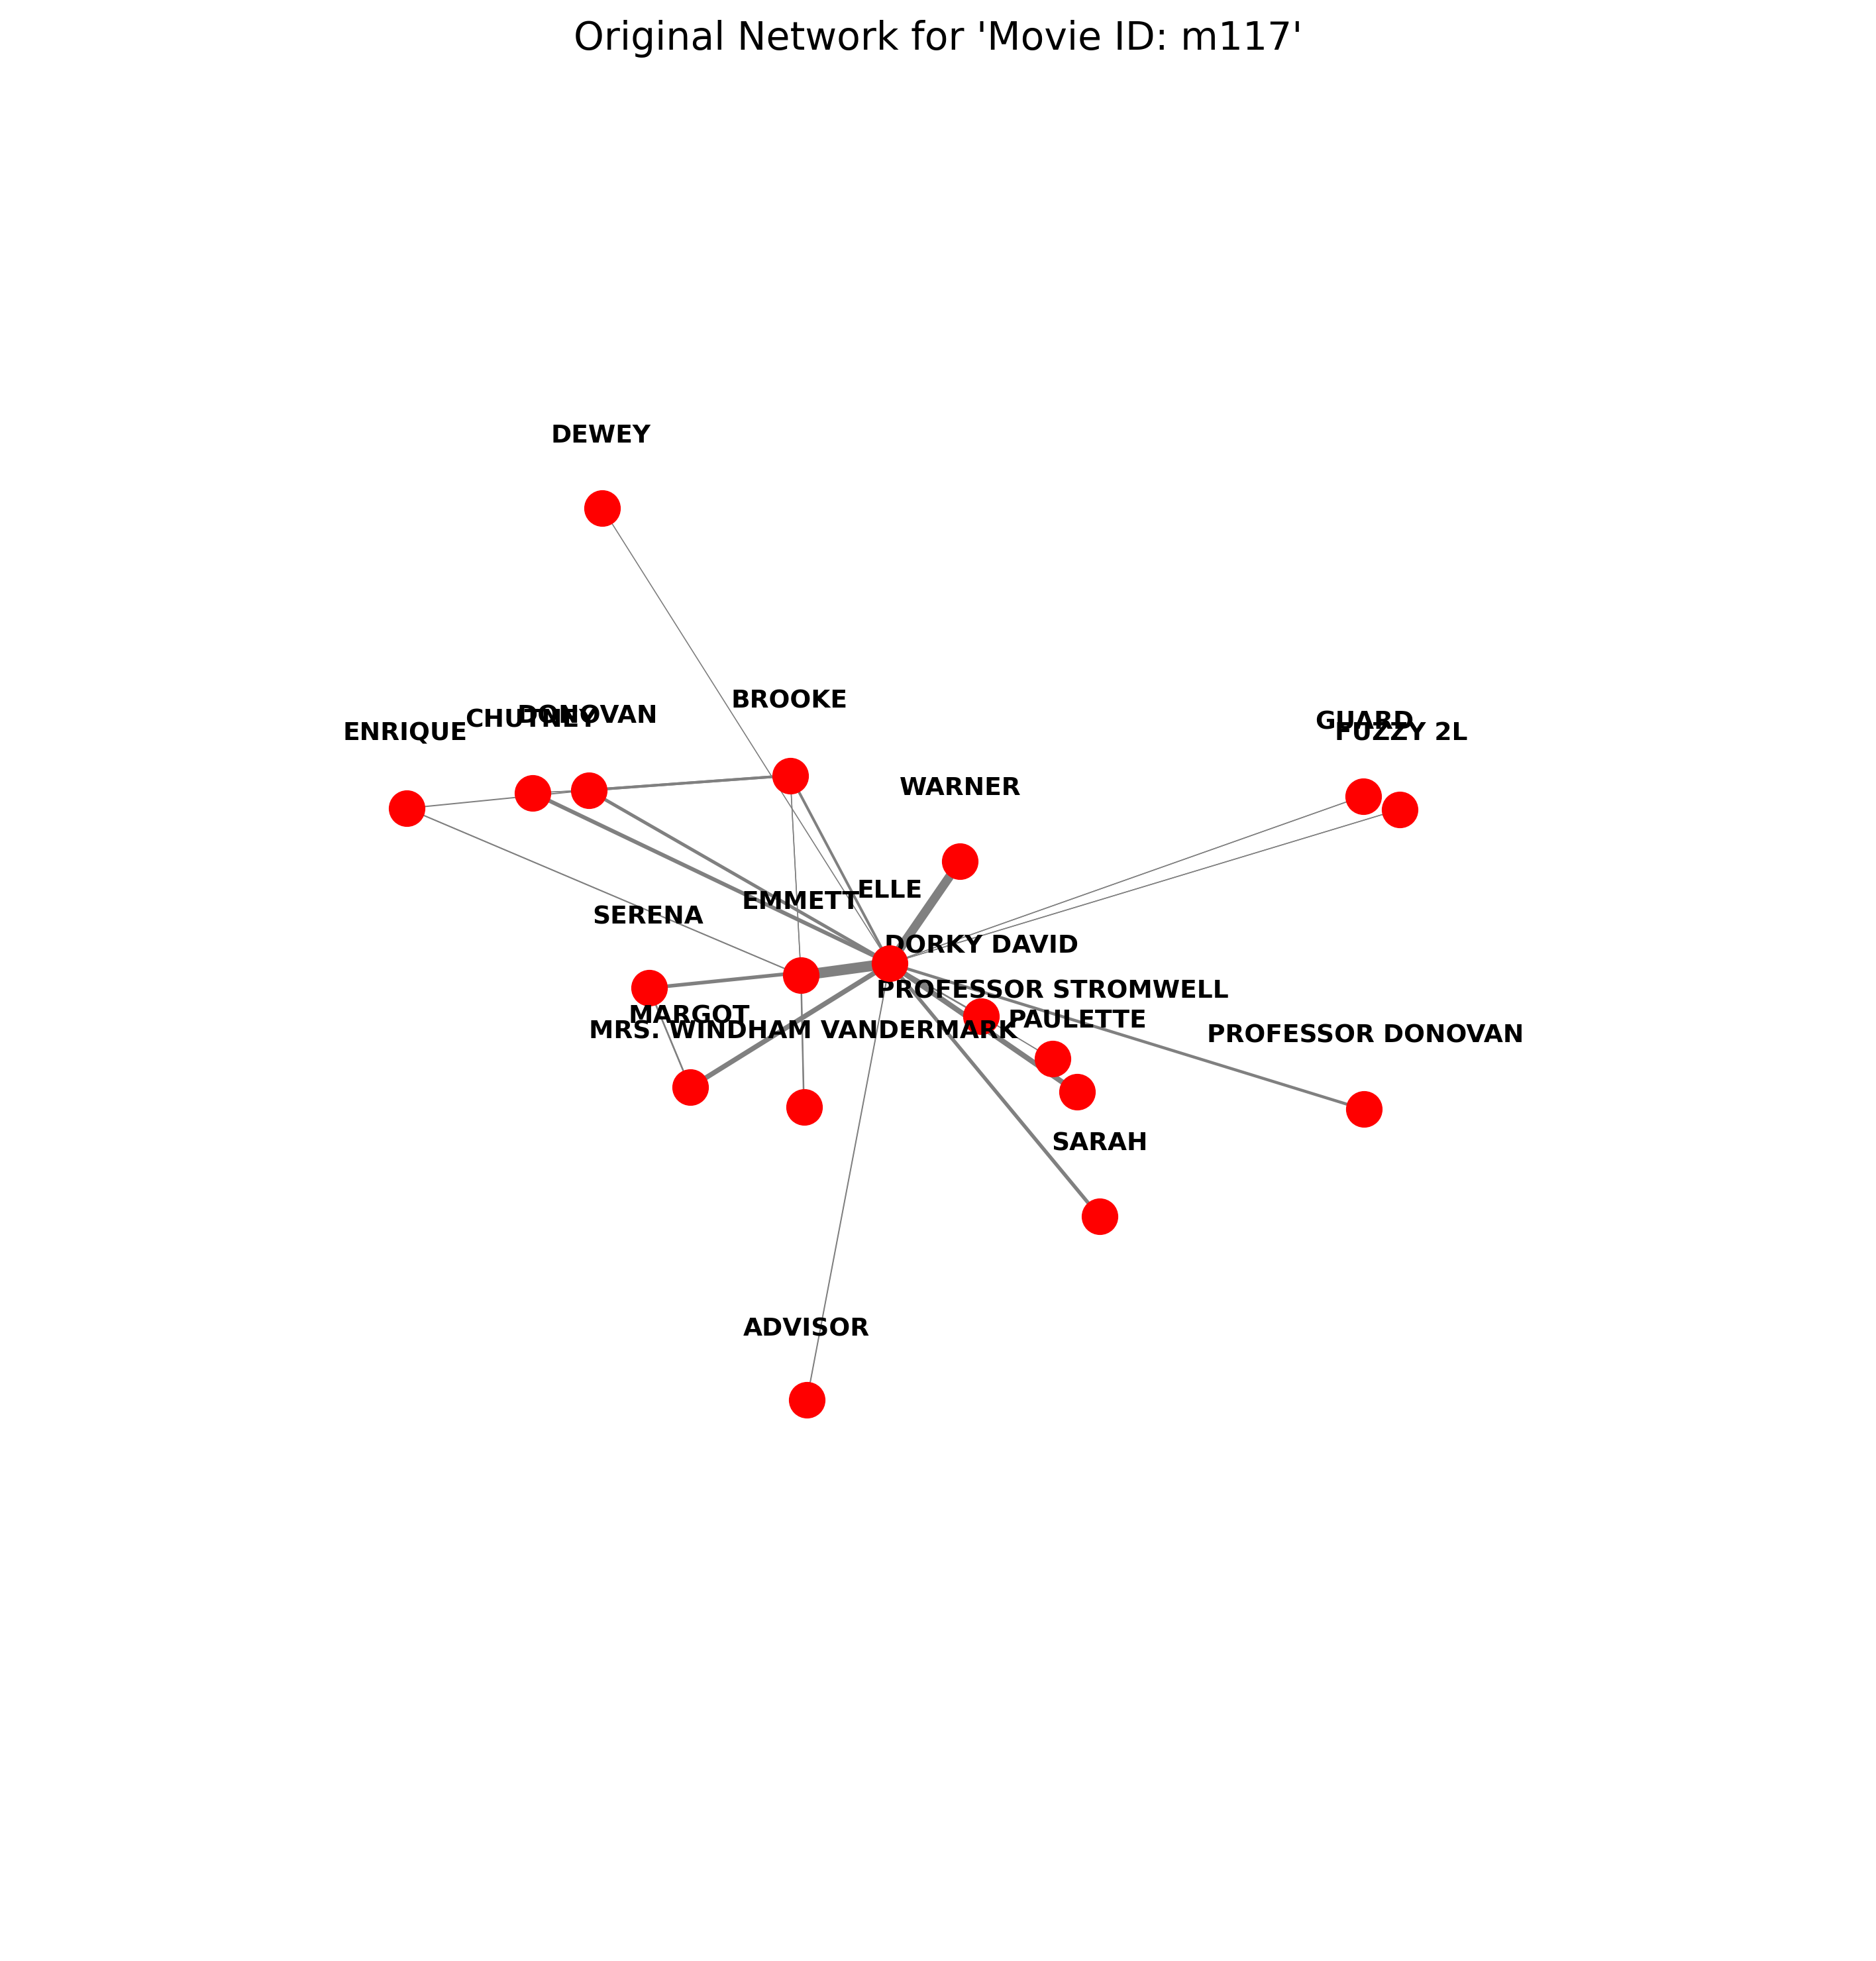 Original Network for 'Movie ID: m117'
DEWEY
BROOKE
DONOVAN
CHUTNEY
ENRIQUE
GUARD
FUZZY 2L
WARNER
ELLE
EMMETT
SERENA
DORKY DAVID
PROFESSOR STROMWELL
MARGOT
PAULETTE
MRS. WINDHAM VANDERMARK
PROFESSOR DONOVAN
SARAH
ADVISOR